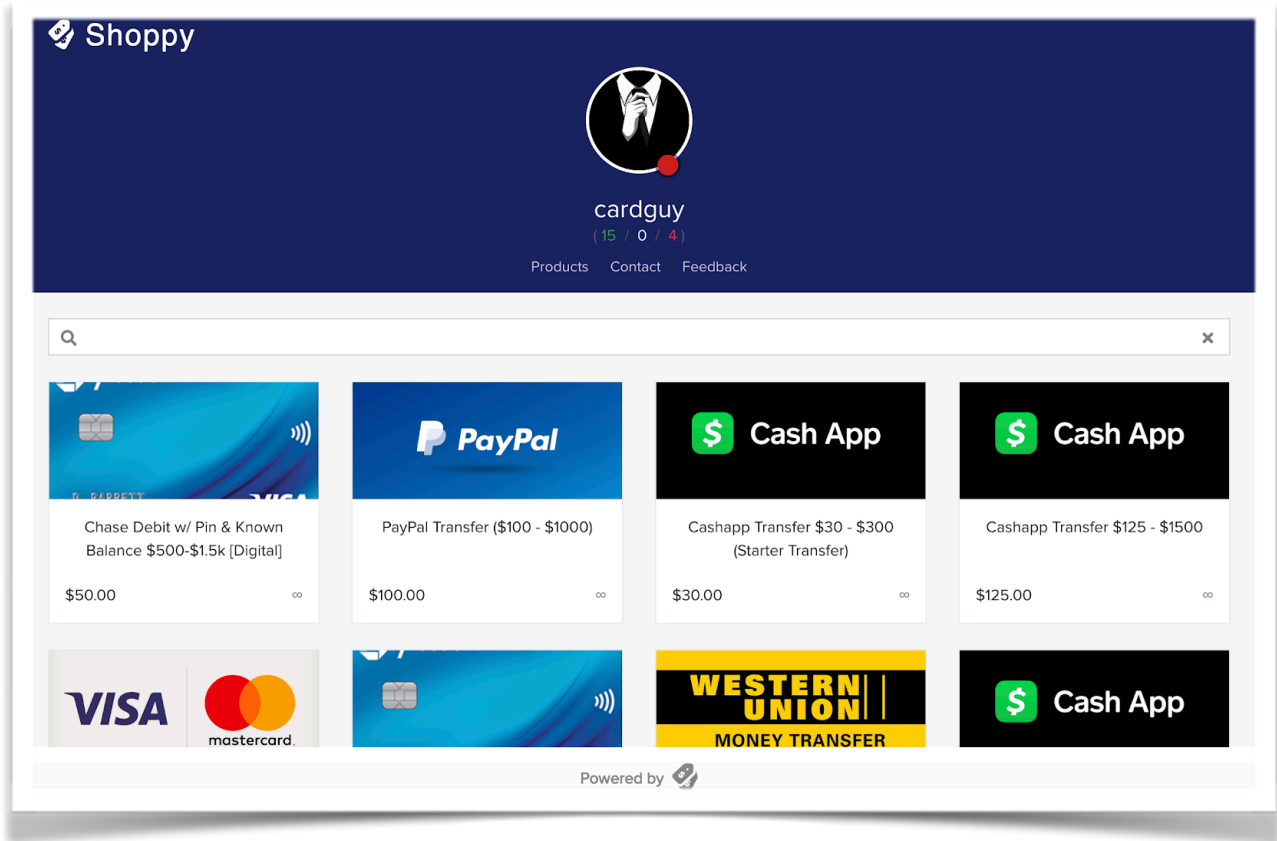 Shoppy
cardguy
( 15 / 0 / 4 )
Products Contact Feedback
VISA
PayPal
Cash App
Cash App
Chase Debit w/ Pin & Known
Balance $500-$1.5k [Digital]
$50.00 ∞
PayPal Transfer ($100 - $1000)
$100.00 ∞
Cashapp Transfer $30 - $300
(Starter Transfer)
$30.00 ∞
Cashapp Transfer $125 - $1500
$125.00 ∞
VISA
mastercard.
WESTERN
UNION
MONEY TRANSFER
Cash App
Powered by